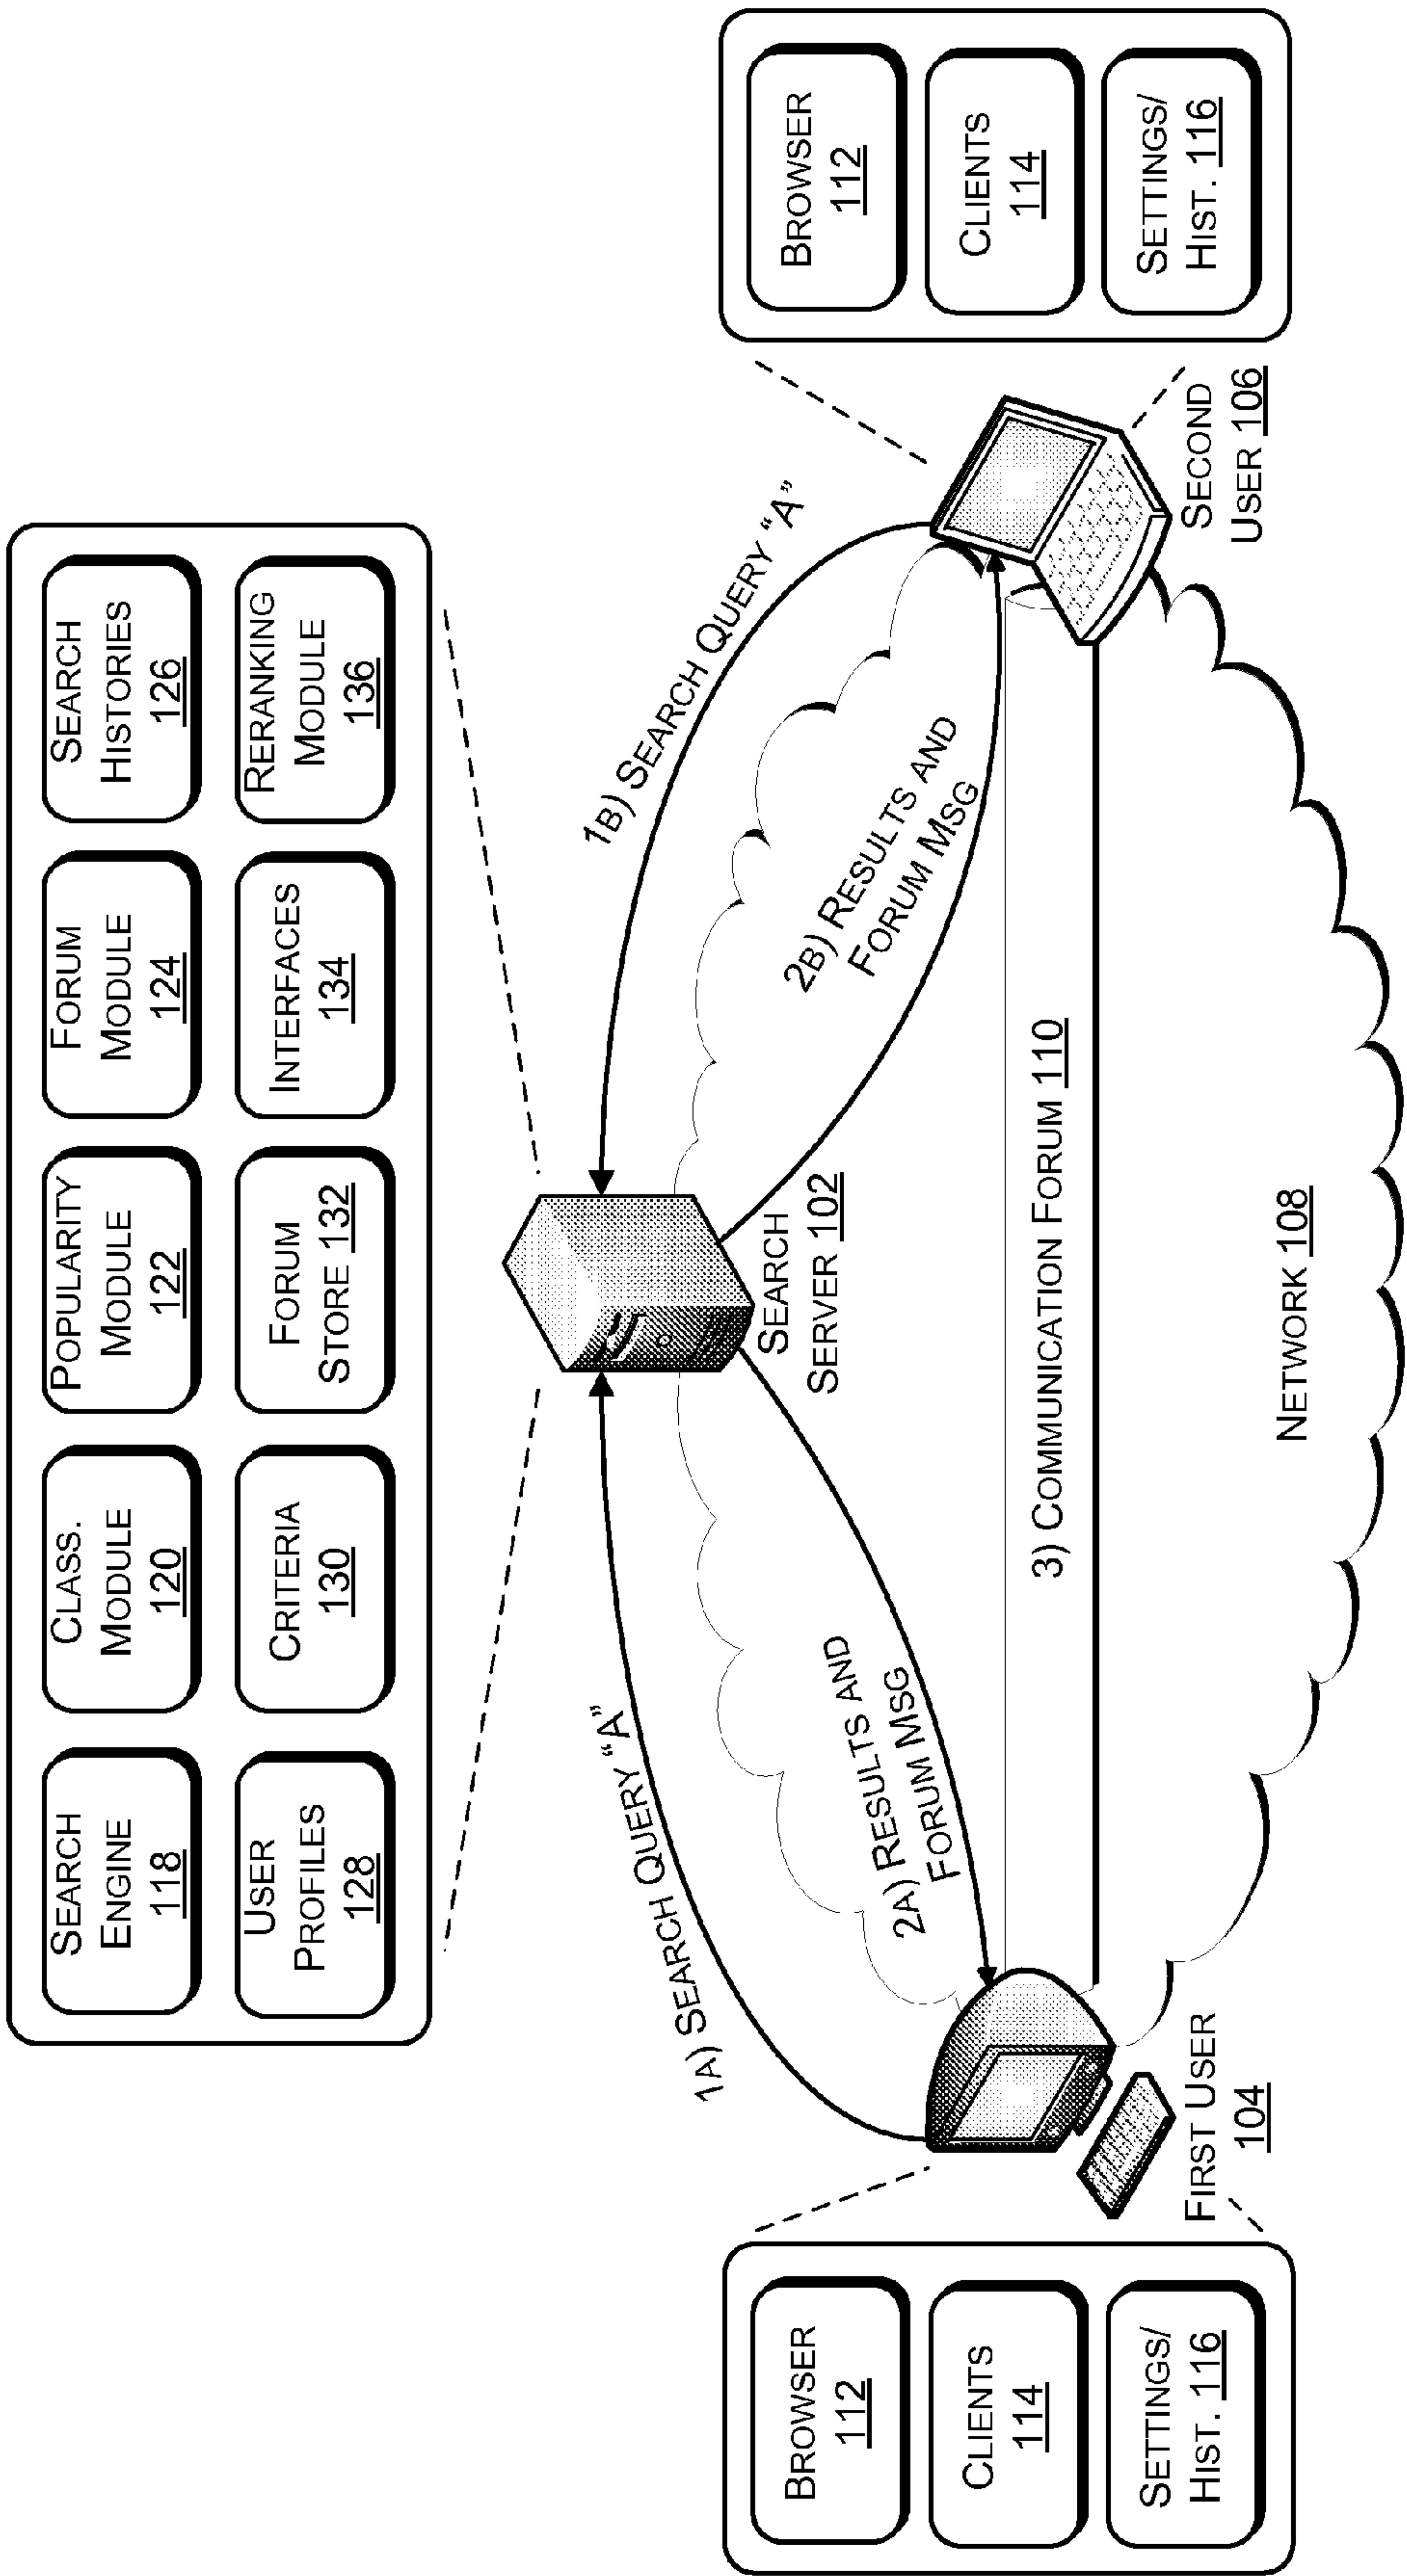 SEARCH
ENGINE
118
CLASS.
MODULE
120
POPULARITY
MODULE
122
FORUM
MODULE
124
SEARCH
HISTORIES
126
USER
PROFILES
128
CRITERIA
130
FORUM
STORE 132
INTERFACES
134
RERANKING
MODULE
136
1A) SEARCH QUERY “A”
1B) SEARCH QUERY “A”
SEARCH
SERVER 102
2A) RESULTS AND
FORUM MSG
2B) RESULTS AND
FORUM MSG
BROWSER
112
CLIENTS
114
SETTINGS/
HIST. 116
FIRST USER
104
3) COMMUNICATION FORUM 110
SECOND
USER 106
BROWSER
112
CLIENTS
114
SETTINGS/
HIST. 116
NETWORK 108